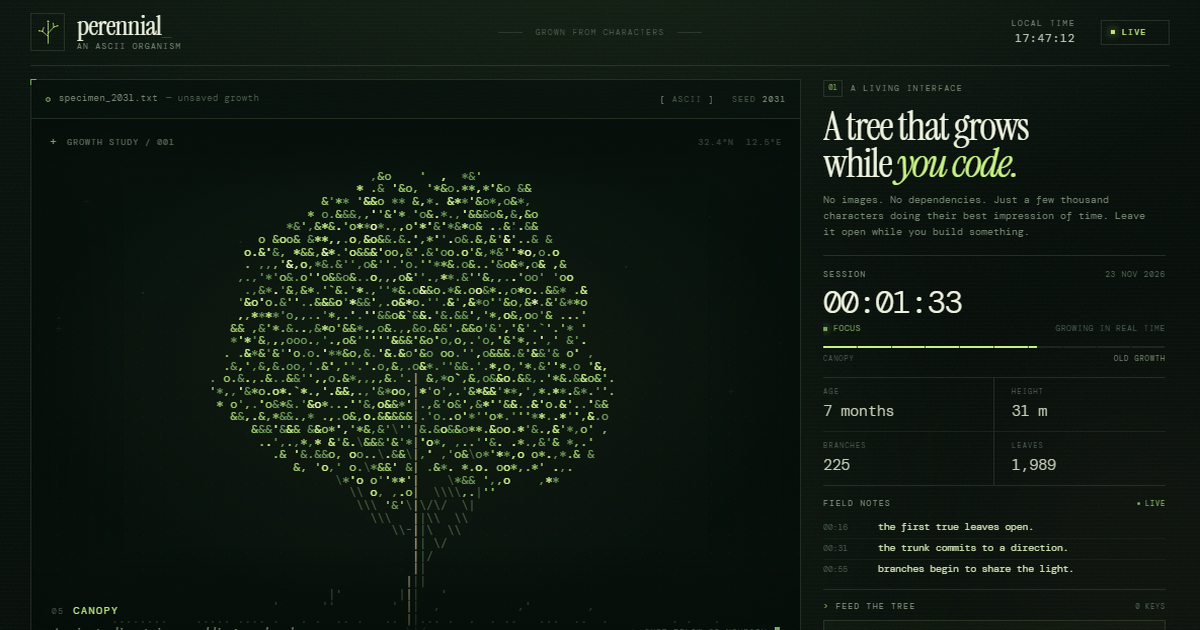 perennial_
AN ASCII ORGANISM
GROWN FROM CHARACTERS
LOCAL TIME
17:47:12
LIVE
specimen_2031.txt — unsaved growth
[ ASCII ]
SEED 2031
+ GROWTH STUDY / 001
32.4°N 12.5°E
05 CANOPY
01 A LIVING INTERFACE
A tree that grows
while you code.
No images. No dependencies. Just a few thousand
characters doing their best impression of time. Leave
it open while you build something.
SESSION
23 NOV 2026
00:01:33
FOCUS
GROWING IN REAL TIME
CANOPY
OLD GROWTH
AGE
7 months
HEIGHT
31 m
BRANCHES
225
LEAVES
1,989
FIELD NOTES
LIVE
00:16 the first true leaves open.
00:31 the trunk commits to a direction.
00:55 branches begin to share the light.
› FEED THE TREE
0 KEYS